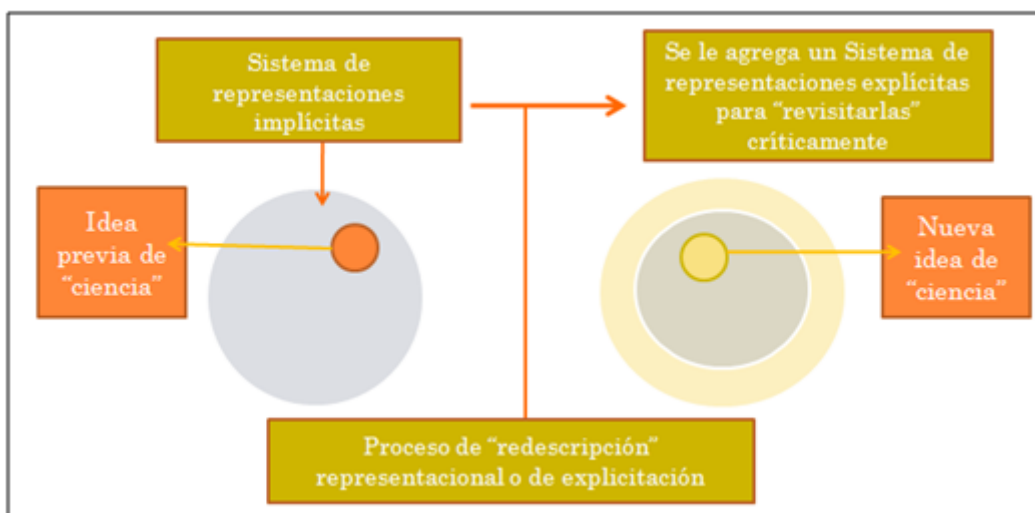 Sistema de
representaciones
implícitas
Se le agrega un Sistema de
representaciones explícitas
para “revisitarlas”
críticamente
Idea
previa de
“ciencia”
Nueva
idea de
“ciencia”
Proceso de “redescripción”
representacional o de explicitación